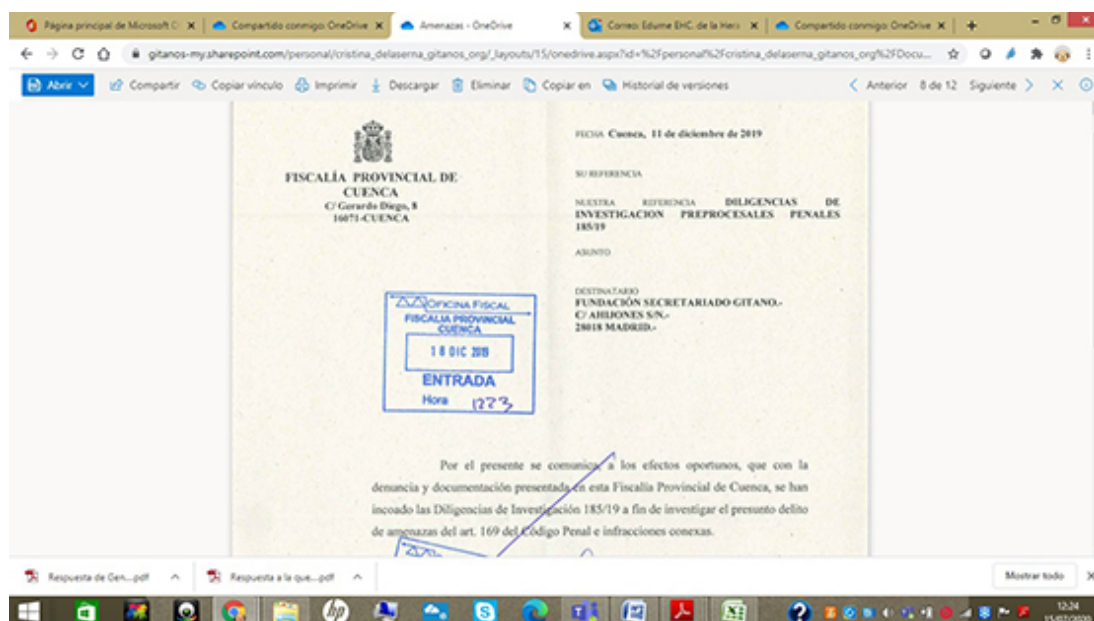 Página principal de Microsoft O
Compartido conmigo: OneDrive
Amenazas - OneDrive
Correo: Edurne EHC. de la Hera
Compartido conmigo: OneDrive
gitanos-my.sharepoint.com/personal/cristina_delaserna_gitanos_org/_layouts/15/onedrive.aspx?id=%2Fpersonal%2Fcristina_delaserna_gitanos_org%2FDocu...
Abrir
Compartir
Copiar vínculo
Imprimir
Descargar
Eliminar
Copiar en
Historial de versiones
Anterior
8 de 12
Siguiente
FISCALÍA PROVINCIAL DE
CUENCA
C/ Gerardo Diego, 8
16071-CUENCA
FECHA Cuenca, 11 de diciembre de 2019
SU REFERENCIA
NUESTRA REFERENCIA DILIGENCIAS DE
INVESTIGACION PREPROCESALES PENALES
185/19
ASUNTO
DESTINATARIO
FUNDACIÓN SECRETARIADO GITANO.-
C/ AHIJONES S/N.-
28018 MADRID.-
OFICINA FISCAL
FISCALIA PROVINCIAL
CUENCA
18 DIC 2019
ENTRADA
Hora 1223
Por el presente se comunica, a los efectos oportunos, que con la
denuncia y documentación presentada en esta Fiscalía Provincial de Cuenca, se han
incoado las Diligencias de Investigación 185/19 a fin de investigar el presunto delito
de amenazas del art. 169 del Código Penal e infracciones conexas.
Respuesta de Gen....pdf
Respuesta a la que....pdf
Mostrar todo
12:24
15/07/2020